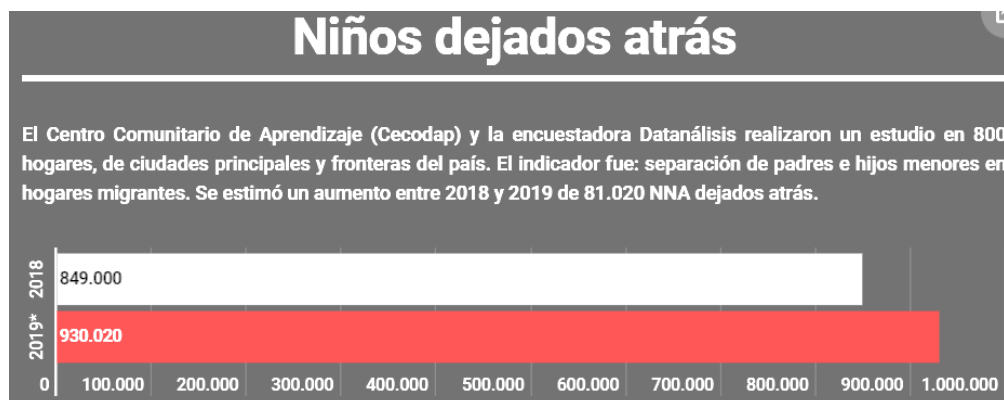 Niños dejados atrás
El Centro Comunitario de Aprendizaje (Cecodap) y la encuestadora Datanálisis realizaron un estudio en 800
hogares, de ciudades principales y fronteras del país. El indicador fue: separación de padres e hijos menores en
hogares migrantes. Se estimó un aumento entre 2018 y 2019 de 81.020 NNA dejados atrás.
2018 849.000
2019* 930.020
0 100.000 200.000 300.000 400.000 500.000 600.000 700.000 800.000 900.000 1.000.000